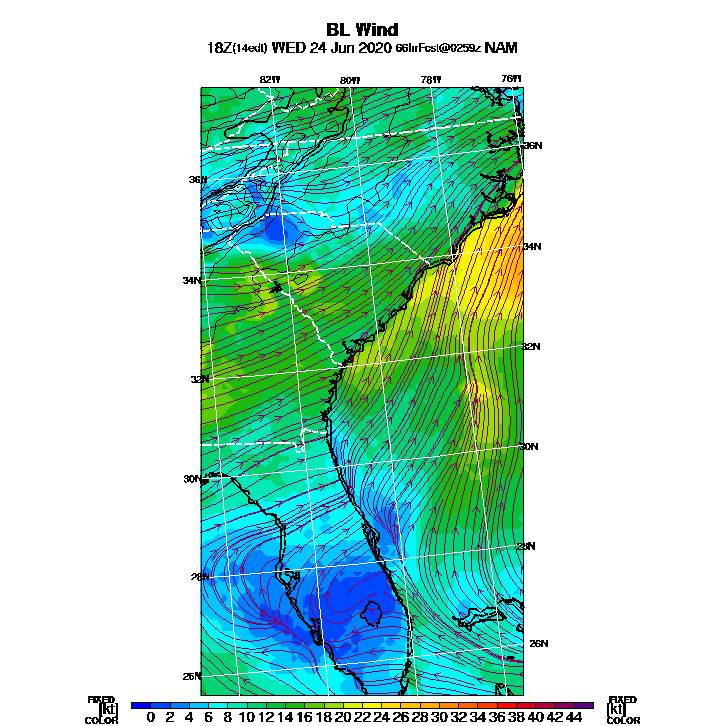 BL Wind
18Z(14edt) WED 24 Jun 2020 66hrFcst@0259z NAM
82W 80W 78W 76W
36N
36N
34N
34N
32N
32N
30N
30N
28N
28N
26N
26N
FIXED FIXED
[kt] 0 2 4 6 8 10 12 14 16 18 20 22 24 26 28 30 32 34 36 38 40 42 44 [kt]
COLOR COLOR